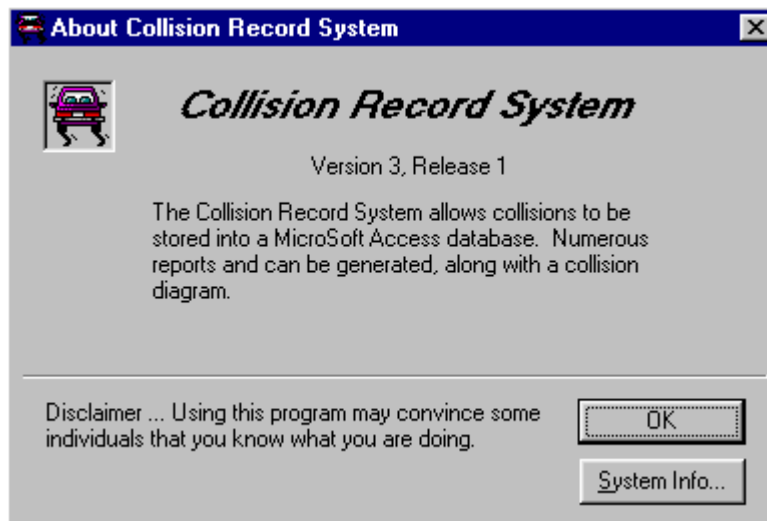 About Collision Record System
Collision Record System
Version 3, Release 1
The Collision Record System allows collisions to be
stored into a MicroSoft Access database.  Numerous
reports and can be generated, along with a collision
diagram.
Disclaimer ... Using this program may convince some
individuals that you know what you are doing.
OK
System Info...